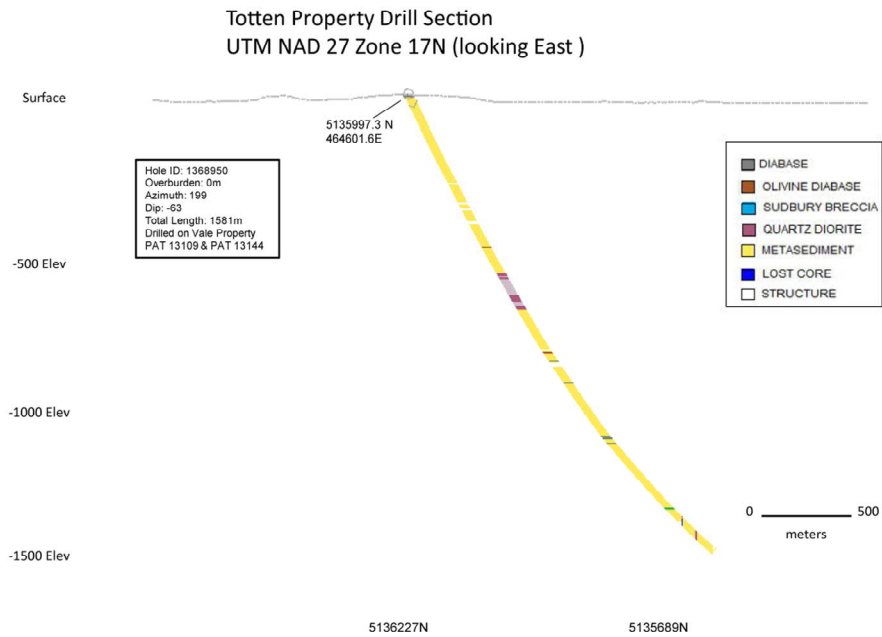 Totten Property Drill Section
UTM NAD 27 Zone 17N (looking East )
Surface
5135997.3 N
464601.6E
Hole ID: 1368950
Overburden: 0m
Azimuth: 199
Dip: -63
Total Length: 1581m
Drilled on Vale Property
PAT 13109 & PAT 13144
DIABASE
OLIVINE DIABASE
SUDBURY BRECCIA
QUARTZ DIORITE
METASEDIMENT
LOST CORE
STRUCTURE
-500 Elev
-1000 Elev
0 500
meters
-1500 Elev
5136227N 5135689N